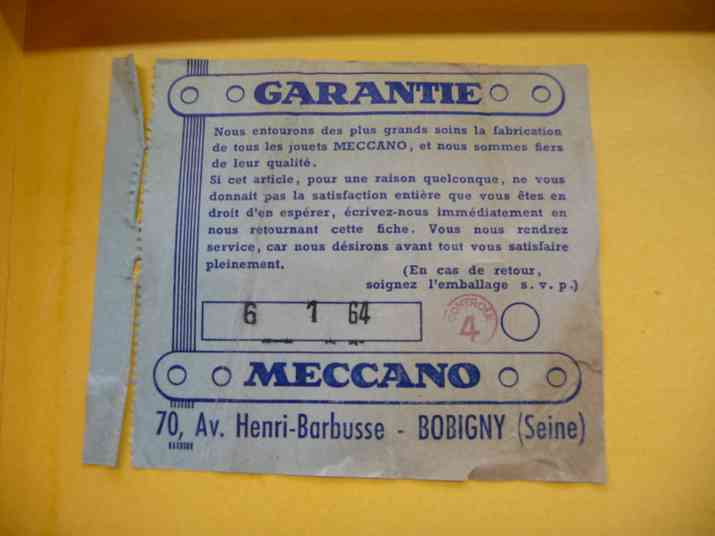 GARANTIE
Nous entourons des plus grands soins la fabrication
de tous les jouets MECCANO, et nous sommes fiers
de leur qualité.
Si cet article, pour une raison quelconque, ne vous
donnait pas la satisfaction entière que vous êtes en
droit d'en espérer, écrivez-nous immédiatement en
nous retournant cette fiche. Vous nous rendrez
service, car nous désirons avant tout vous satisfaire
pleinement.
(En cas de retour,
soignez l'emballage s. v. p.)
6 1 64
CONTROLE
4
MECCANO
70, Av. Henri-Barbusse - BOBIGNY (Seine)